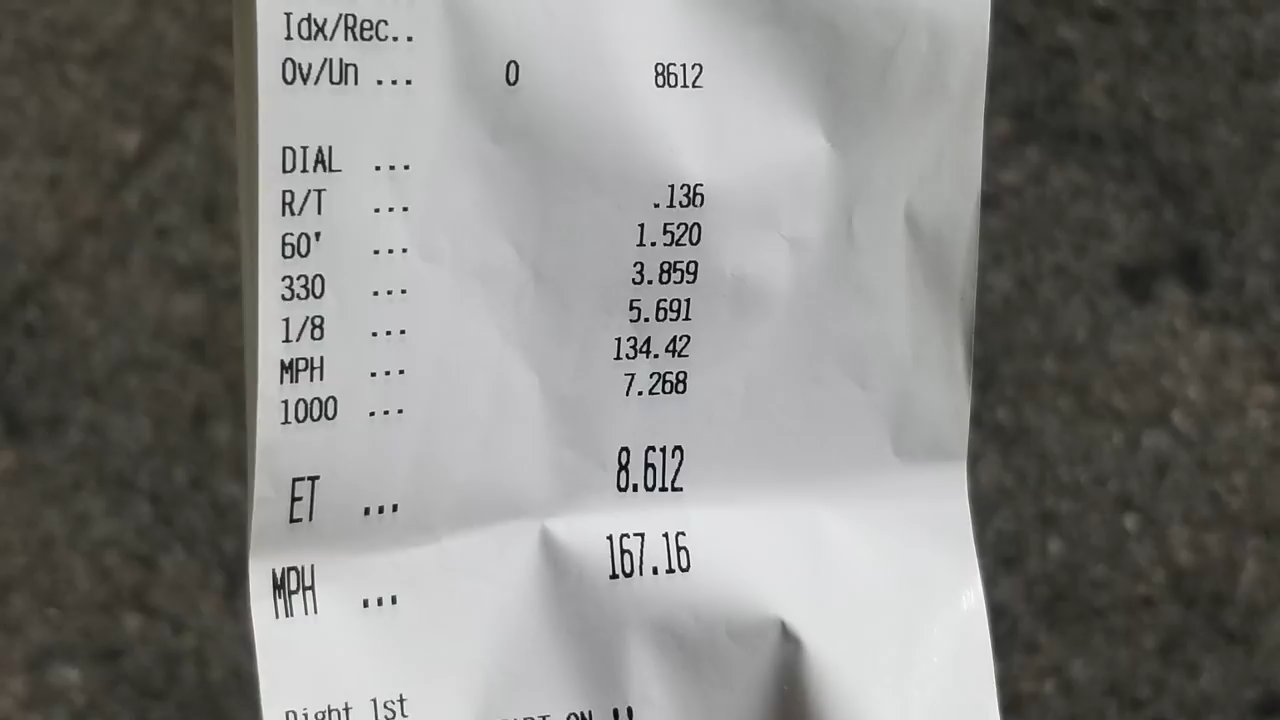 Idx/Rec..
Ov/Un ... 0 8612
DIAL ...
R/T ... .136
60' ... 1.520
330 ... 3.859
1/8 ... 5.691
MPH ... 134.42
1000 ... 7.268
ET ... 8.612
MPH ... 167.16
Right 1st
ON !!